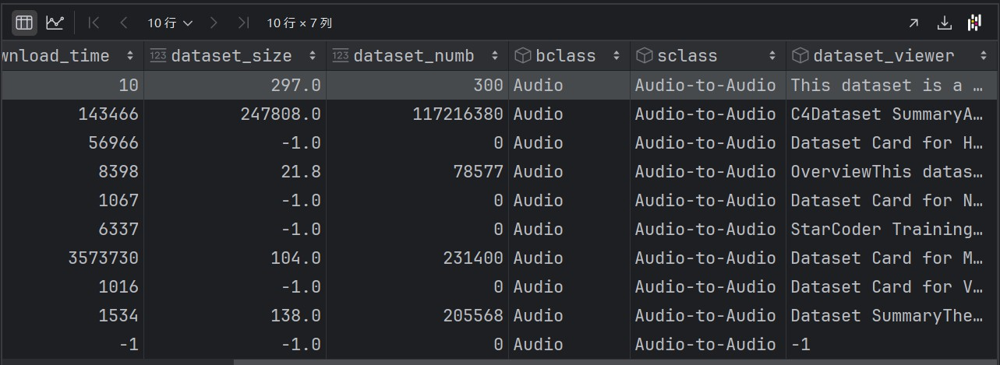 10 行 10 行 × 7 列
wnload_time 123 dataset_size 123 dataset_numb bclass sclass dataset_viewer
10 297.0 300 Audio Audio-to-Audio This dataset is a …
143466 247808.0 117216380 Audio Audio-to-Audio C4Dataset SummaryA…
56966 -1.0 0 Audio Audio-to-Audio Dataset Card for H…
8398 21.8 78577 Audio Audio-to-Audio OverviewThis datas…
1067 -1.0 0 Audio Audio-to-Audio Dataset Card for N…
6337 -1.0 0 Audio Audio-to-Audio StarCoder Training…
3573730 104.0 231400 Audio Audio-to-Audio Dataset Card for M…
1016 -1.0 0 Audio Audio-to-Audio Dataset Card for V…
1534 138.0 205568 Audio Audio-to-Audio Dataset SummaryThe…
-1 -1.0 0 Audio Audio-to-Audio -1